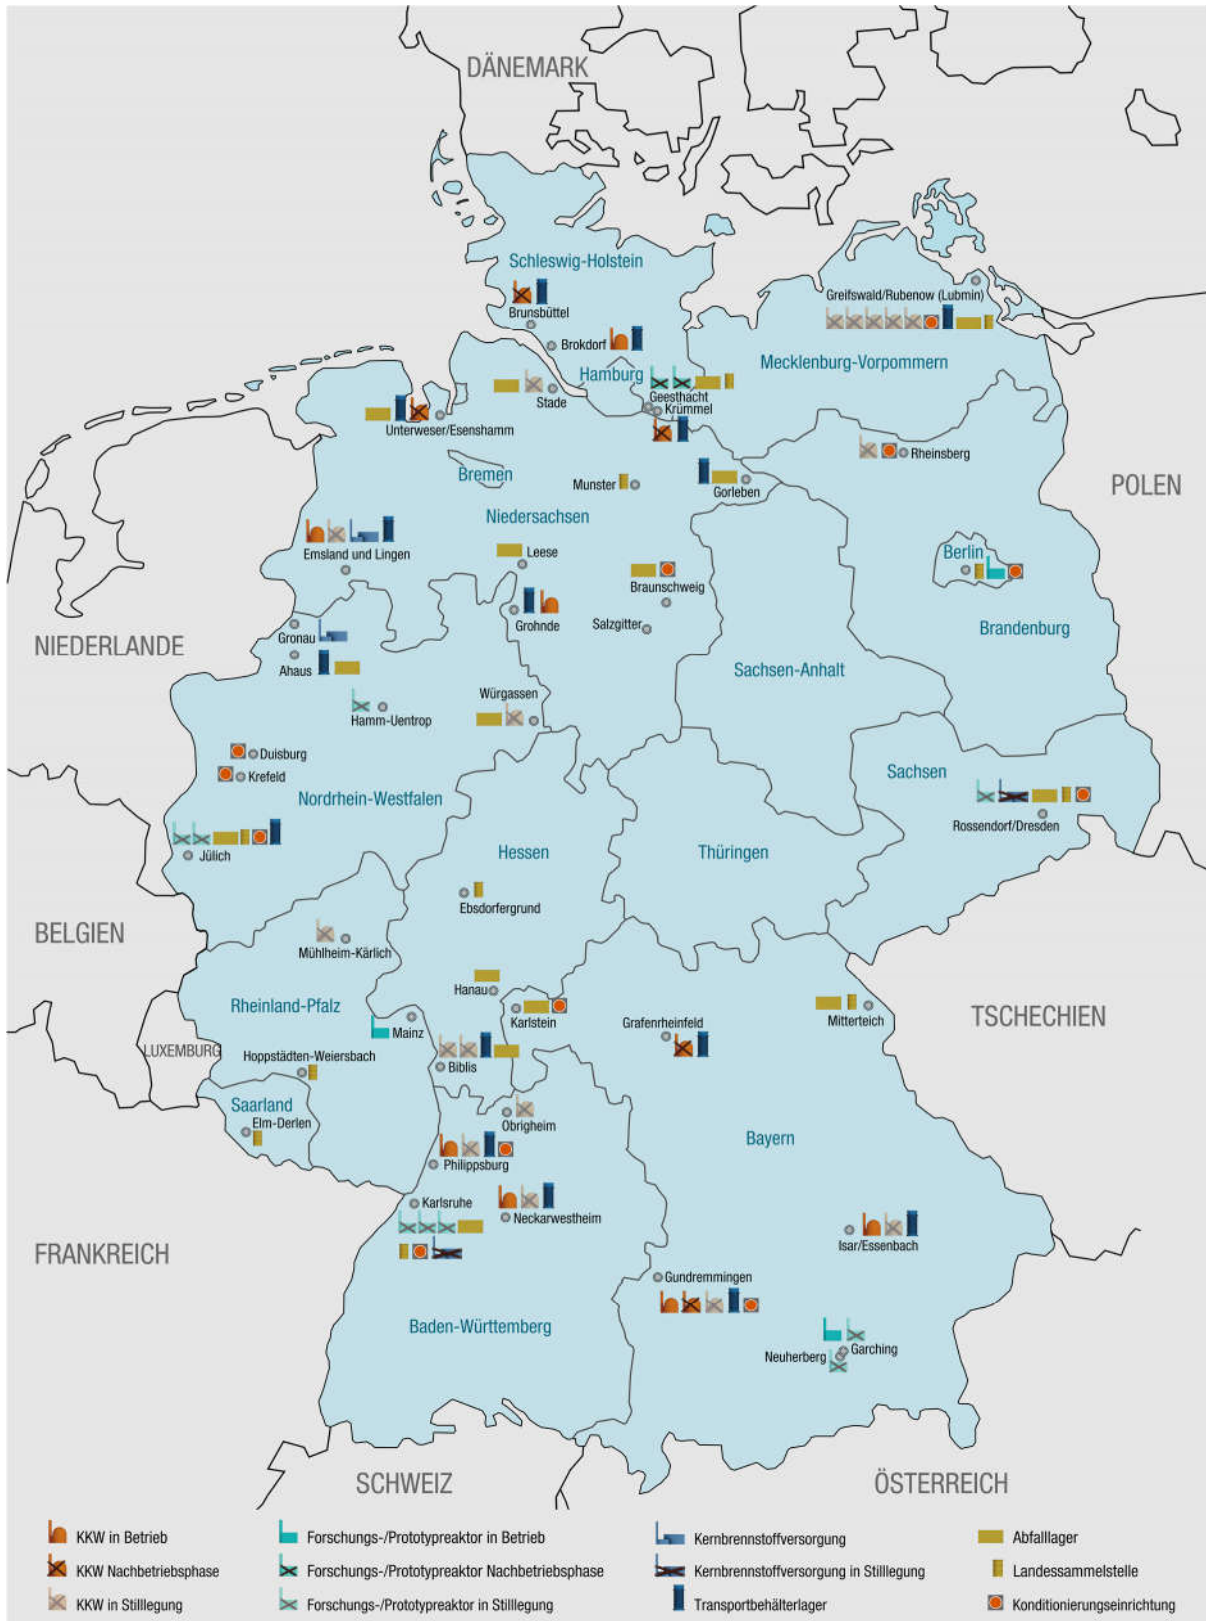 DÄNEMARK
Schleswig-Holstein
Brunsbüttel
Greifswald/Rubenow (Lubmin)
Brokdorf
Mecklenburg-Vorpommern
Hamburg
Stade
Geesthacht
Krümmel
Unterweser/Esenshamm
Rheinsberg
Bremen
Munster
Gorleben
POLEN
Niedersachsen
Emsland und Lingen
Leese
Berlin
Braunschweig
Grohnde
Salzgitter
Brandenburg
Gronau
NIEDERLANDE
Ahaus
Sachsen-Anhalt
Würgassen
Hamm-Uentrop
Duisburg
Krefeld
Sachsen
Nordrhein-Westfalen
Rossendorf/Dresden
Jülich
Hessen
Thüringen
Ebsdorfergrund
BELGIEN
Mühlheim-Kärlich
Hanau
Rheinland-Pfalz
Karlstein
Grafenrheinfeld
Mitterteich
TSCHECHIEN
Mainz
LUXEMBURG
Hoppstädten-Weiersbach
Biblis
Saarland
Elm-Derlen
Obrigheim
Bayern
Philippsburg
Karlsruhe
Neckarwestheim
Isar/Essenbach
FRANKREICH
Gundremmingen
Baden-Württemberg
Garching
Neuherberg
SCHWEIZ
ÖSTERREICH
KKW in Betrieb
Forschungs-/Prototypreaktor in Betrieb
Kernbrennstoffversorgung
Abfalllager
KKW Nachbetriebsphase
Forschungs-/Prototypreaktor Nachbetriebsphase
Kernbrennstoffversorgung in Stilllegung
Landessammelstelle
KKW in Stilllegung
Forschungs-/Prototypreaktor in Stilllegung
Transportbehälterlager
Konditionierungseinrichtung